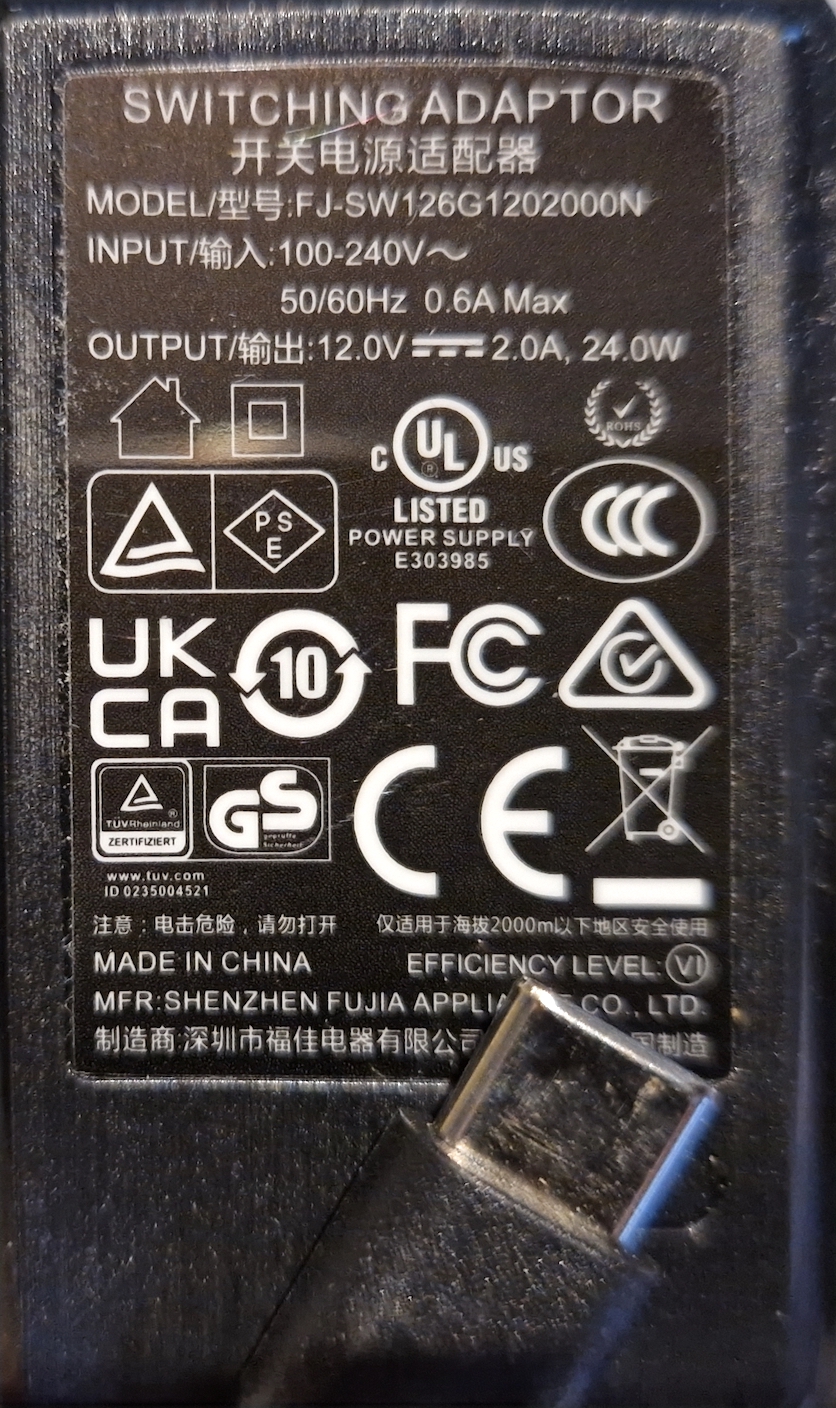 SWITCHING ADAPTOR
开关电源适配器
MODEL/型号:FJ-SW126G1202000N
INPUT/输入:100-240V～
50/60Hz 0.6A Max
OUTPUT/输出:12.0V⎓2.0A, 24.0W
ROHS
C UL US
®
LISTED
POWER SUPPLY
E303985
PS
E
CCC
UK
CA
10
FC
TÜVRheinland®
ZERTIFIZIERT
GS
geprüfte
Sicherheit
CE
www.tuv.com
ID 0235004521
注意：电击危险，请勿打开 仅适用于海拔2000m以下地区安全使用
MADE IN CHINA EFFICIENCY LEVEL:VI
MFR:SHENZHEN FUJIA CO., LTD.
制造商:深圳市福佳电器有限公司 国制造